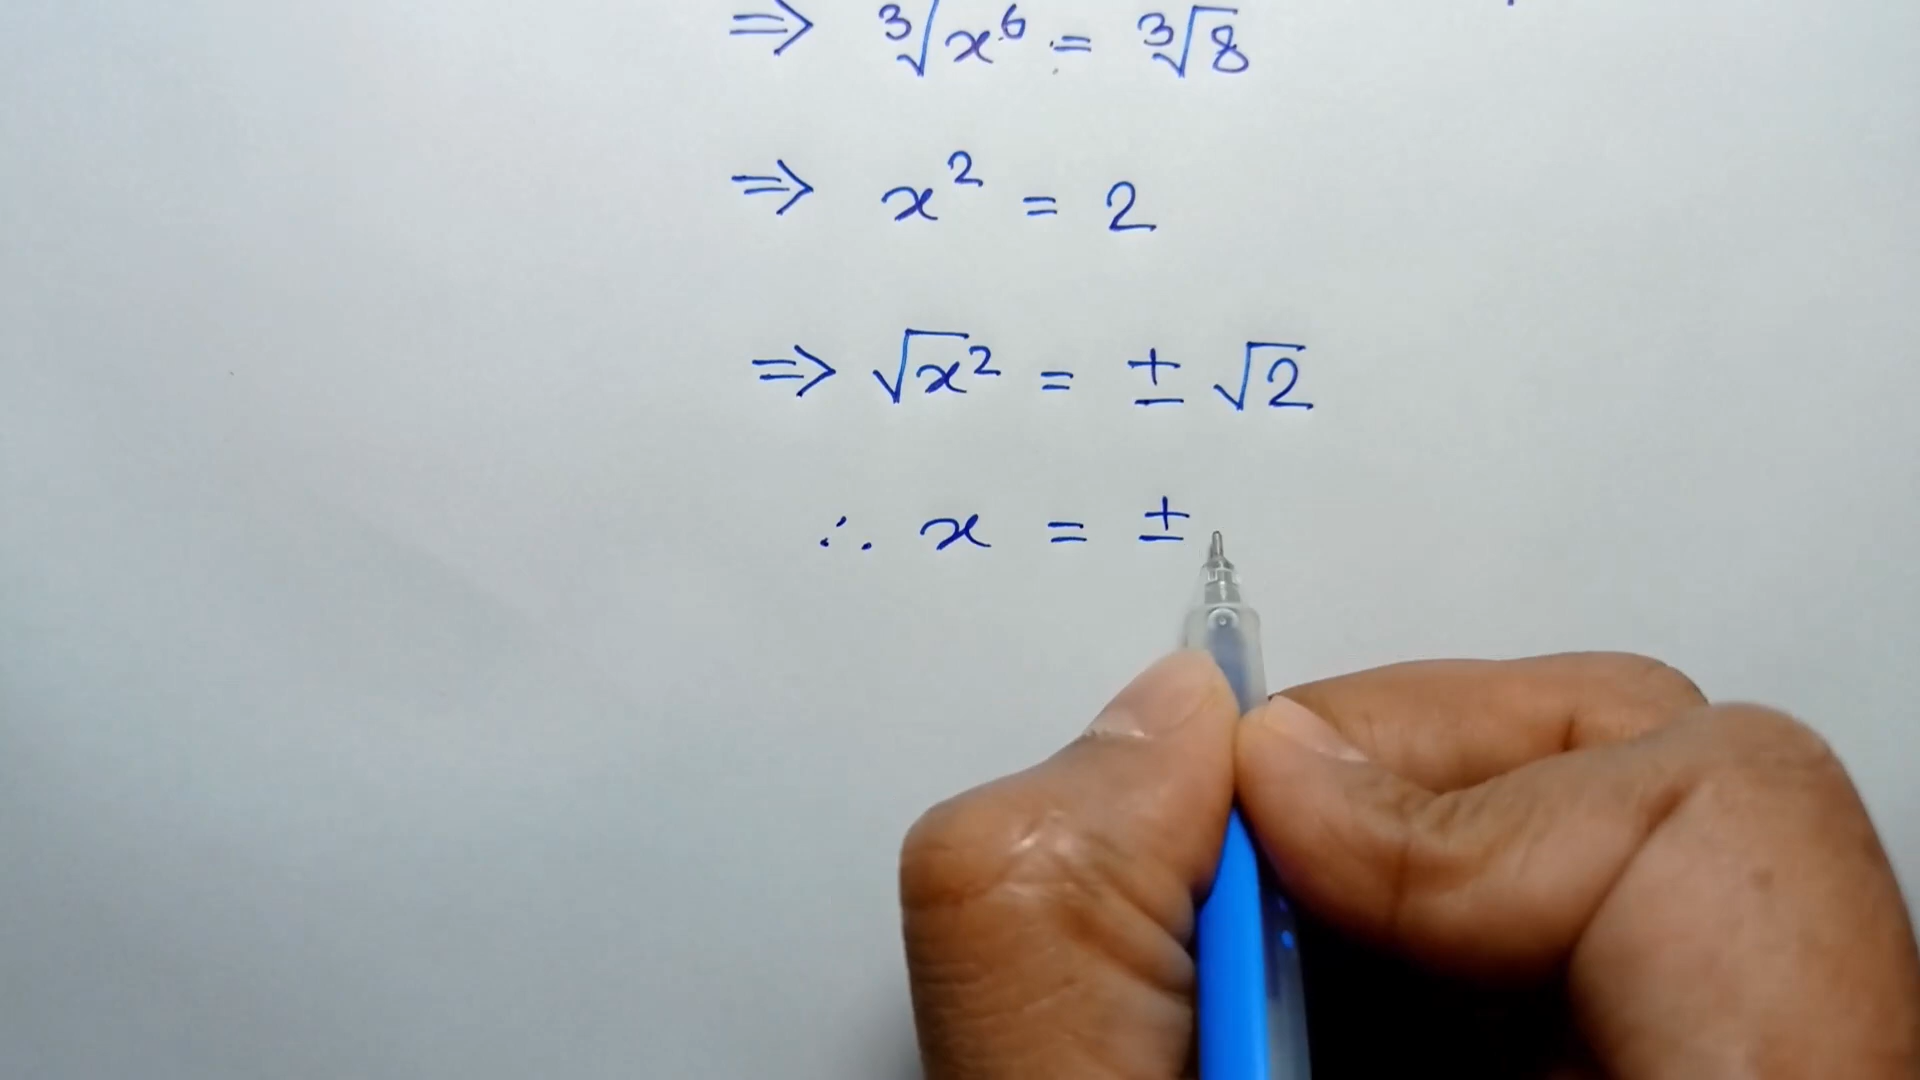 ⇒ ∛x⁶ = ∛8
⇒ x² = 2
⇒ √x² = ± √2
∴ x = ±